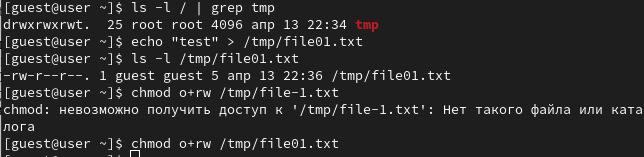 [guest@user ~]$ ls -l / | grep tmp
drwxrwxrwt.  25 root root 4096 апр 13 22:34 tmp
[guest@user ~]$ echo "test" > /tmp/file01.txt
[guest@user ~]$ ls -l /tmp/file01.txt
-rw-r--r--. 1 guest guest 5 апр 13 22:36 /tmp/file01.txt
[guest@user ~]$ chmod o+rw /tmp/file-1.txt
chmod: невозможно получить доступ к '/tmp/file-1.txt': Нет такого файла или ката
лога
[guest@user ~]$ chmod o+rw /tmp/file01.txt